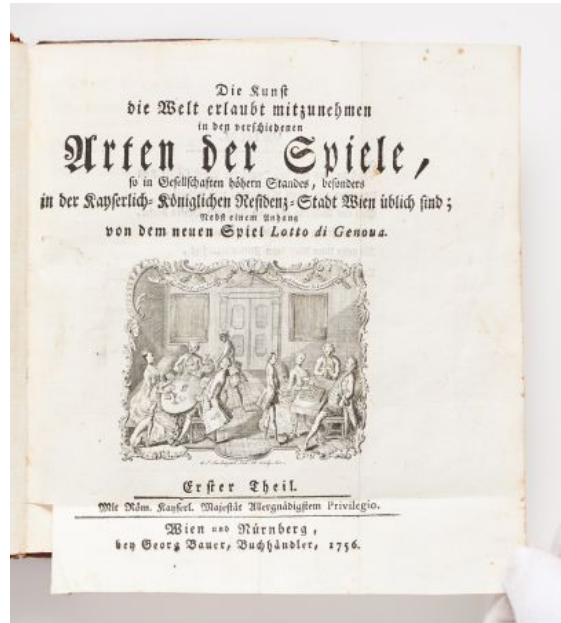 Die Kunst
die Welt erlaubt mitzunehmen
in den verschiedenen
Arten der Spiele,
so in Gesellschaften höhern Standes, besonders
in der Kayserlich-Königlichen Residenz-Stadt Wien üblich sind;
Nebst einem Anhang
von dem neuen Spiel Lotto di Genoua.
Erster Theil.
Mit Röm. Kayserl. Majestät Allergnädigstem Privilegio.
Wien und Nürnberg,
bey Georg Bauer, Buchhändler, 1756.